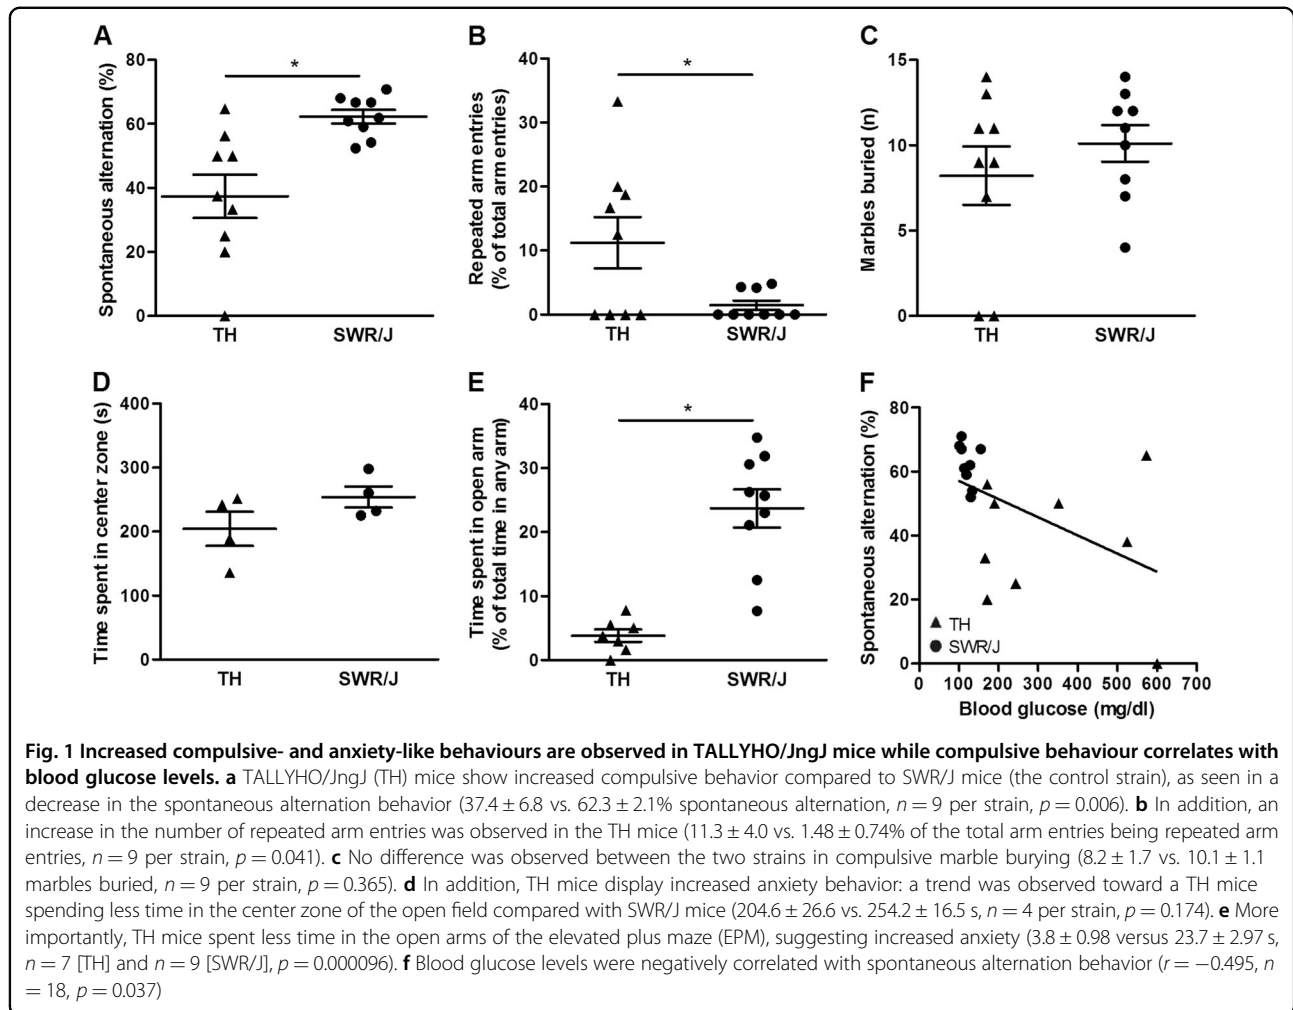 A
Spontaneous alternation (%)
80
60
40
20
0
*
TH
SWR/J
B
Repeated arm entries
(% of total arm entries)
40
30
20
10
0
*
TH
SWR/J
C
Marbles buried (n)
15
10
5
0
TH
SWR/J
D
Time spent in center zone (s)
400
300
200
100
0
TH
SWR/J
E
Time spent in open arm
(% of total time in any arm)
40
30
20
10
0
*
TH
SWR/J
F
Spontaneous alternation (%)
80
60
40
20
0
TH
SWR/J
0 100 200 300 400 500 600 700
Blood glucose (mg/dl)
Fig. 1 Increased compulsive- and anxiety-like behaviours are observed in TALLYHO/JngJ mice while compulsive behaviour correlates with
blood glucose levels. a TALLYHO/JngJ (TH) mice show increased compulsive behavior compared to SWR/J mice (the control strain), as seen in a
decrease in the spontaneous alternation behavior (37.4 ± 6.8 vs. 62.3 ± 2.1% spontaneous alternation, n = 9 per strain, p = 0.006). b In addition, an
increase in the number of repeated arm entries was observed in the TH mice (11.3 ± 4.0 vs. 1.48 ± 0.74% of the total arm entries being repeated arm
entries, n = 9 per strain, p = 0.041). c No difference was observed between the two strains in compulsive marble burying (8.2 ± 1.7 vs. 10.1 ± 1.1
marbles buried, n = 9 per strain, p = 0.365). d In addition, TH mice display increased anxiety behavior: a trend was observed toward a TH mice
spending less time in the center zone of the open field compared with SWR/J mice (204.6 ± 26.6 vs. 254.2 ± 16.5 s, n = 4 per strain, p = 0.174). e More
importantly, TH mice spent less time in the open arms of the elevated plus maze (EPM), suggesting increased anxiety (3.8 ± 0.98 versus 23.7 ± 2.97 s,
n = 7 [TH] and n = 9 [SWR/J], p = 0.000096). f Blood glucose levels were negatively correlated with spontaneous alternation behavior (r = −0.495, n
= 18, p = 0.037)